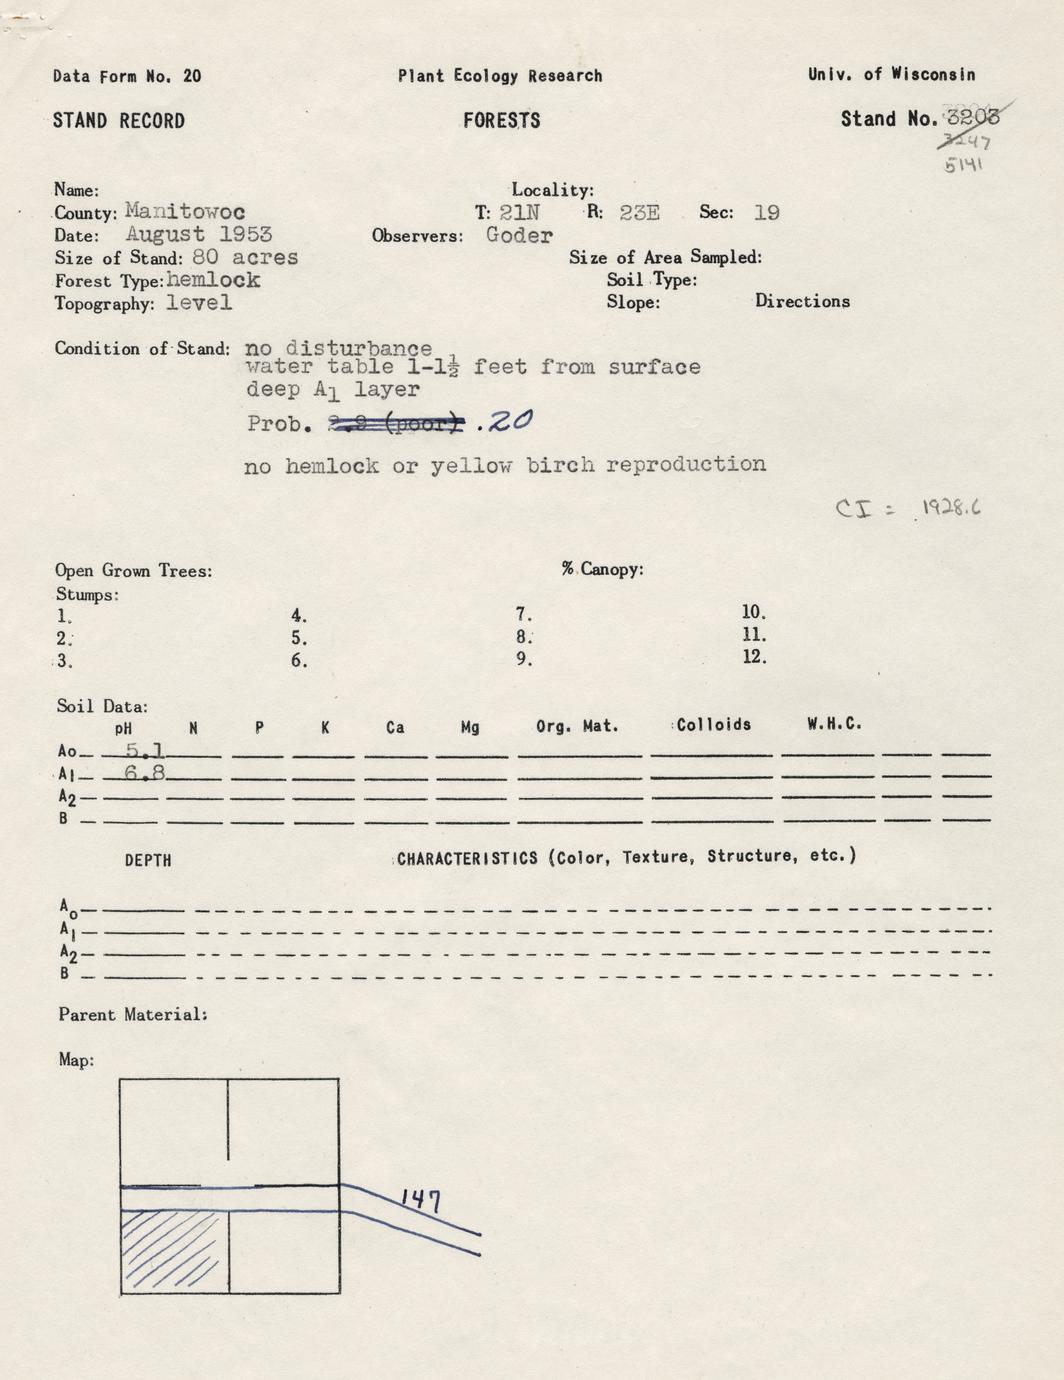 Data Form No. 20 Plant Ecology Research Univ. of Wisconsin
STAND RECORD FORESTS Stand No. 3203
3247
5141
Name: Locality:
County: Manitowoc T: 21N R: 23E Sec: 19
Date: August 1953 Observers: Goder
Size of Stand: 80 acres Size of Area Sampled:
Forest Type: hemlock Soil Type:
Topography: level Slope: Directions
Condition of Stand: no disturbance
water table 1-1½ feet from surface
deep A1 layer
Prob. 2.9 (poor) .20
no hemlock or yellow birch reproduction
CI = 1928.6
Open Grown Trees: % Canopy:
Stumps:
1. 4. 7. 10.
2. 5. 8. 11.
3. 6. 9. 12.
Soil Data:
pH N P K Ca Mg Org. Mat. Colloids W.H.C.
Ao 5.1
A1 6.8
A2
B
DEPTH CHARACTERISTICS (Color, Texture, Structure, etc.)
Ao
A1
A2
B
Parent Material:
Map:
147